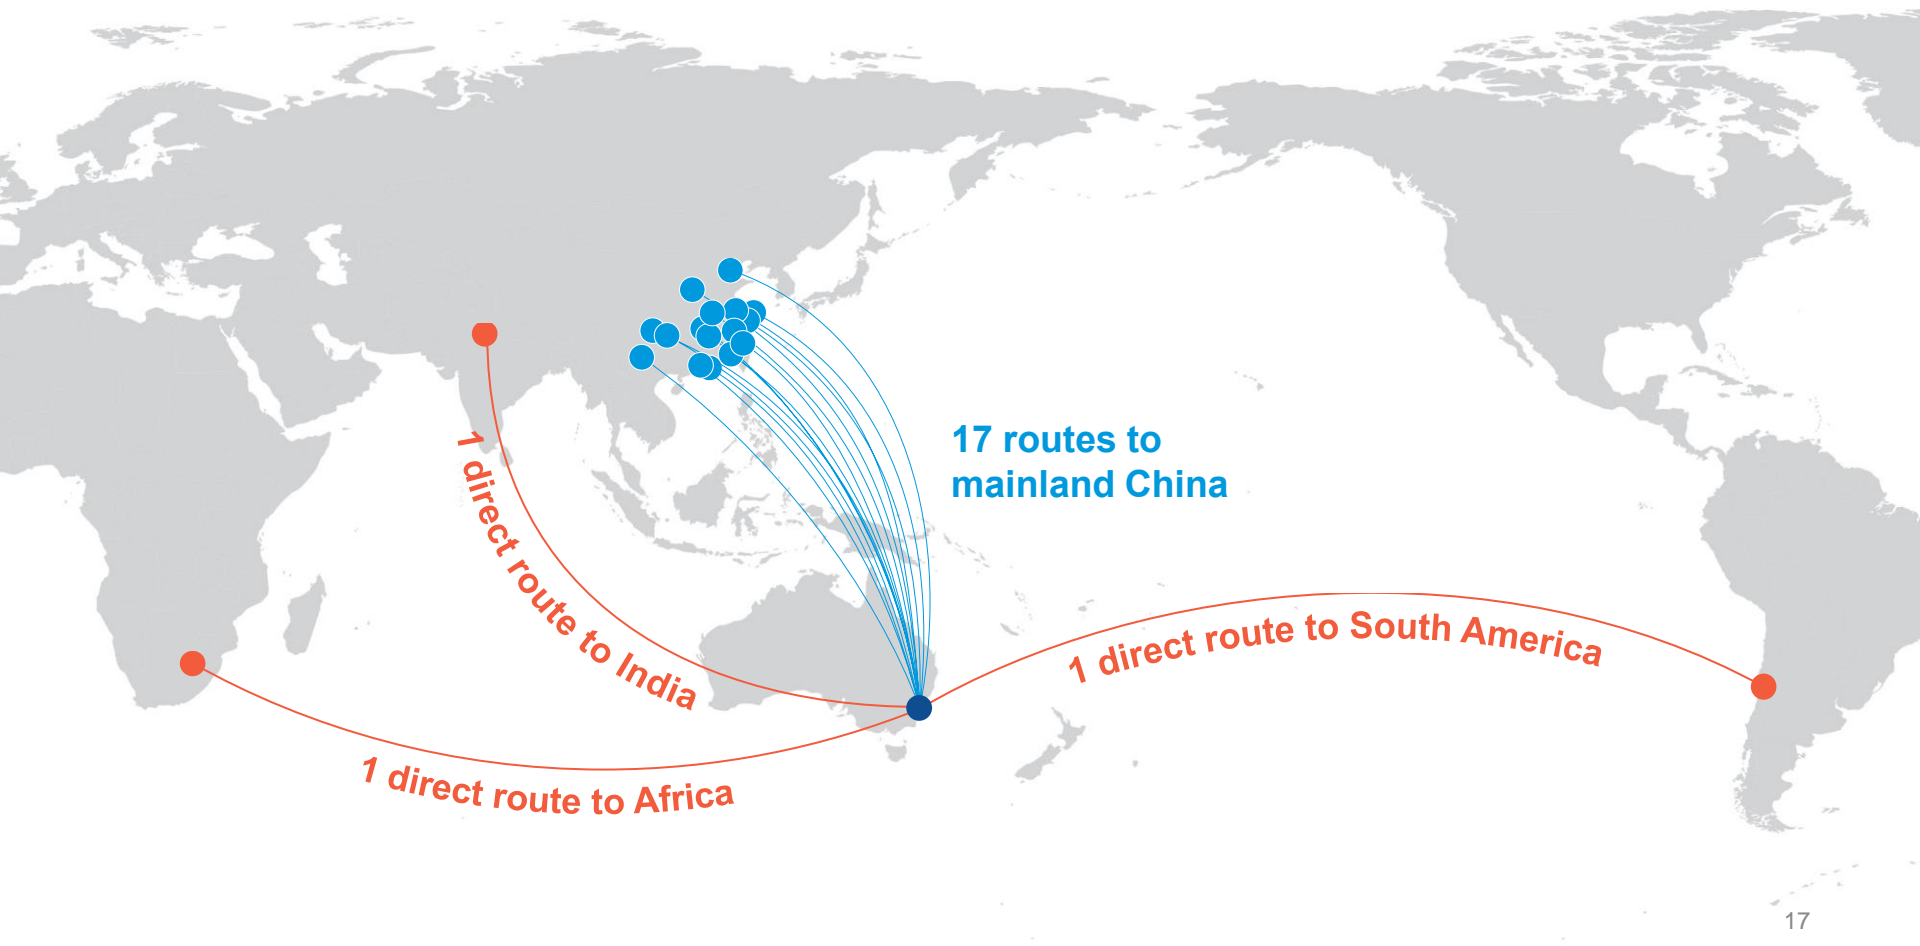 17 routes to
mainland China
1 direct route to India
1 direct route to South America
1 direct route to Africa
17